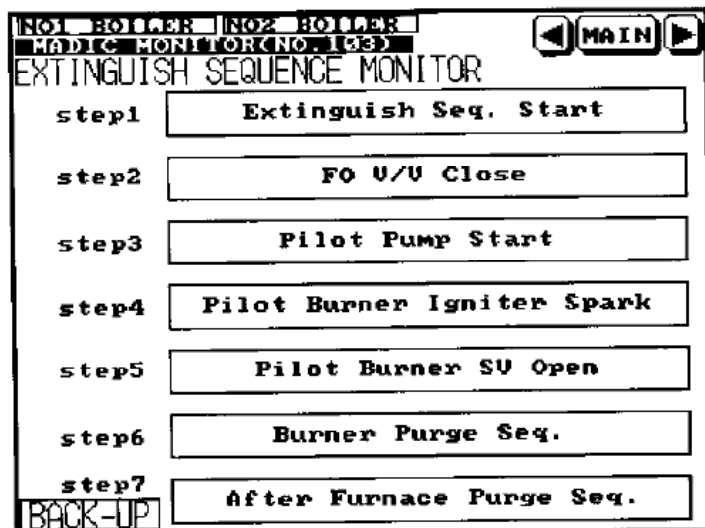 NO1 BOILER NO2 BOILER
MADIC MONITOR(NO.103) MAIN
EXTINGUISH SEQUENCE MONITOR
step1 Extinguish Seq. Start
step2 FO V/V Close
step3 Pilot Pump Start
step4 Pilot Burner Igniter Spark
step5 Pilot Burner SV Open
step6 Burner Purge Seq.
step7 After Furnace Purge Seq.
BACK-UP